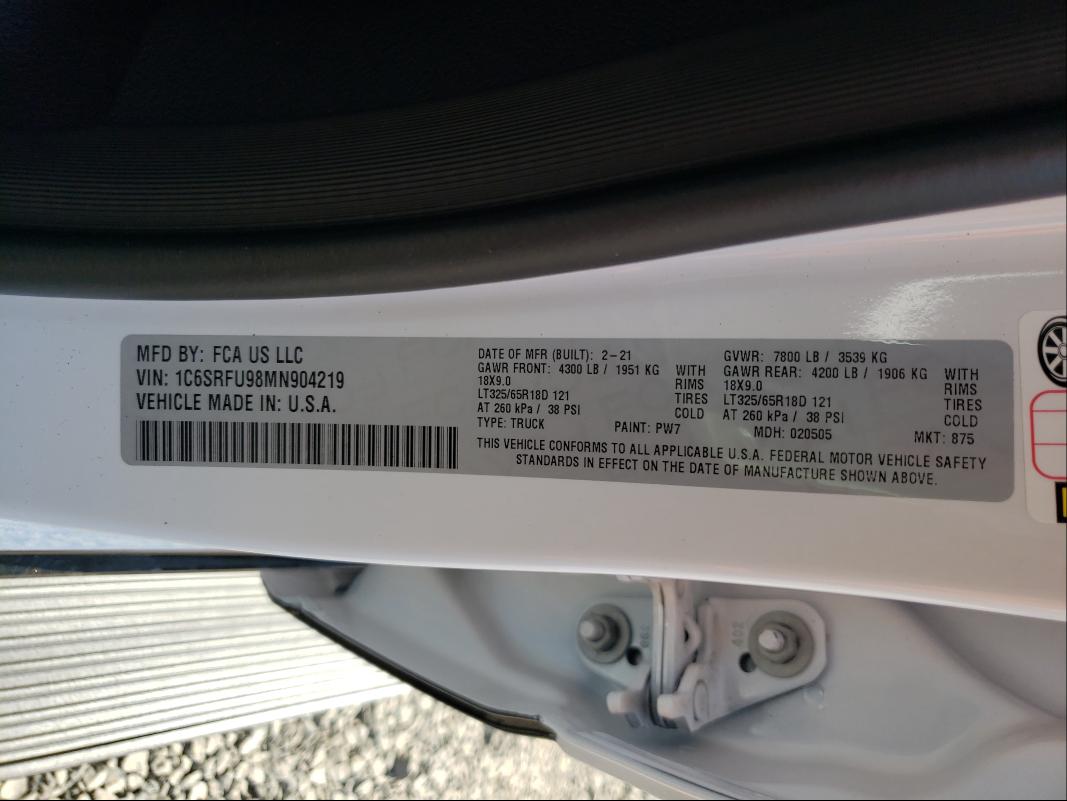 MFD BY: FCA US LLC
VIN: 1C6SRFU98MN904219
VEHICLE MADE IN: U.S.A.
DATE OF MFR (BUILT): 2-21
GAWR FRONT: 4300 LB / 1951 KG WITH
18X9.0 RIMS
LT325/65R18D 121 TIRES
AT 260 kPa / 38 PSI COLD
TYPE: TRUCK PAINT: PW7
GVWR: 7800 LB / 3539 KG
GAWR REAR: 4200 LB / 1906 KG WITH
18X9.0 RIMS
LT325/65R18D 121 TIRES
AT 260 kPa / 38 PSI COLD
MDH: 020505 MKT: 875
THIS VEHICLE CONFORMS TO ALL APPLICABLE U.S.A. FEDERAL MOTOR VEHICLE SAFETY
STANDARDS IN EFFECT ON THE DATE OF MANUFACTURE SHOWN ABOVE.
402